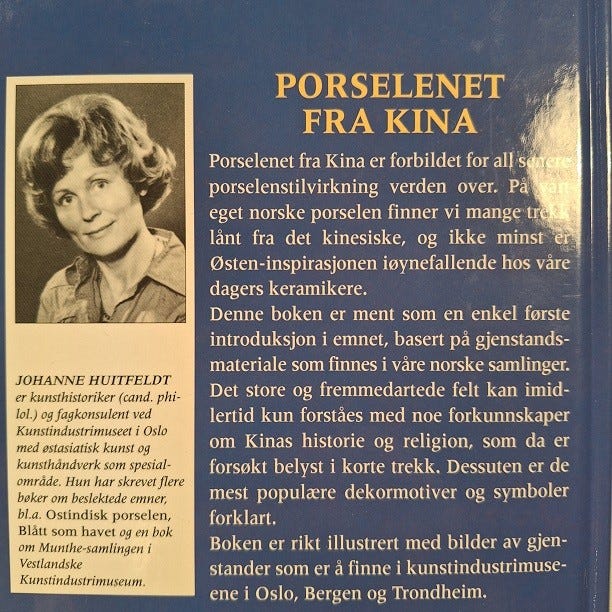 PORSELENET
FRA KINA
Porselenet fra Kina er forbildet for all senere
porselenstilvirkning verden over. På vårt
eget norske porselen finner vi mange trekk
lånt fra det kinesiske, og ikke minst er
Østen-inspirasjonen iøynefallende hos våre
dagers keramikere.
Denne boken er ment som en enkel første
introduksjon i emnet, basert på gjenstands-
materiale som finnes i våre norske samlinger.
Det store og fremmedartede felt kan imid-
lertid kun forståes med noe forkunnskaper
om Kinas historie og religion, som da er
forsøkt belyst i korte trekk. Dessuten er de
mest populære dekormotiver og symboler
forklart.
Boken er rikt illustrert med bilder av gjen-
stander som er å finne i kunstindustrimuse-
ene i Oslo, Bergen og Trondheim.
JOHANNE HUITFELDT
er kunsthistoriker (cand. phi-
lol.) og fagkonsulent ved
Kunstindustrimuseet i Oslo
med østasiatisk kunst og
kunsthåndverk som spesial-
område. Hun har skrevet flere
bøker om beslektede emner,
bl.a. Ostindisk porselen,
Blått som havet og en bok
om Munthe-samlingen i
Vestlandske
Kunstindustrimuseum.